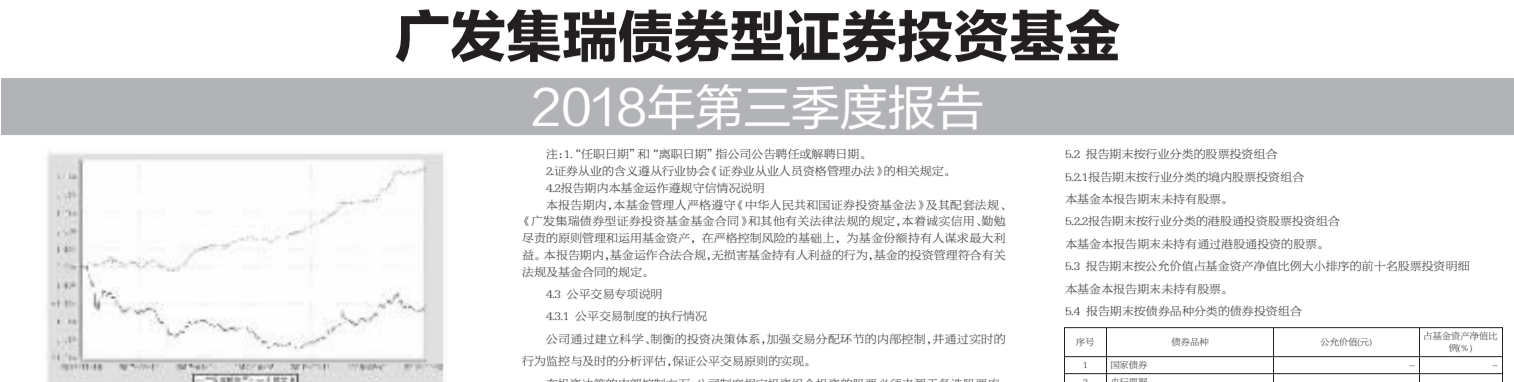 广发集瑞债券型证券投资基金
2018年第三季度报告
注:1.“任职日期”和“离职日期”指公司公告聘任或解聘日期。
2.证券从业的含义遵从行业协会《证券业从业人员资格管理办法》的相关规定。
4.2报告期内本基金运作遵规守信情况说明
本报告期内,本基金管理人严格遵守《中华人民共和国证券投资基金法》及其配套法规、
《广发集瑞债券型证券投资基金基金合同》和其他有关法律法规的规定,本着诚实信用、勤勉
尽责的原则管理和运用基金资产，在严格控制风险的基础上，为基金份额持有人谋求最大利
益。本报告期内,基金运作合法合规,无损害基金持有人利益的行为,基金的投资管理符合有关
法规及基金合同的规定。
4.3 公平交易专项说明
4.3.1 公平交易制度的执行情况
公司通过建立科学、制衡的投资决策体系,加强交易分配环节的内部控制,并通过实时的
行为监控与及时的分析评估,保证公平交易原则的实现。
5.2 报告期末按行业分类的股票投资组合
5.2.1报告期末按行业分类的境内股票投资组合
本基金本报告期末未持有股票。
5.2.2报告期末按行业分类的港股通投资股票投资组合
本基金本报告期末未持有通过港股通投资的股票。
5.3 报告期末按公允价值占基金资产净值比例大小排序的前十名股票投资明细
本基金本报告期末未持有股票。
5.4 报告期末按债券品种分类的债券投资组合
序号 债券品种 公允价值(元) 占基金资产净值比
例(%)
1 国家债券 – –